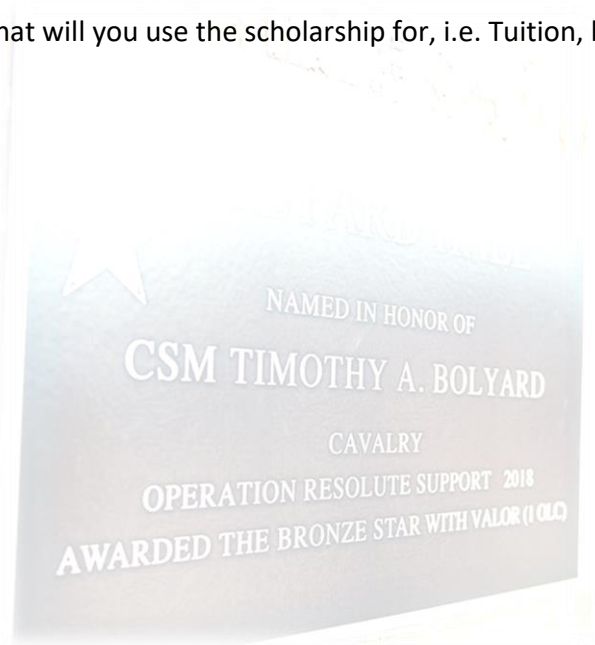 hat will you use the scholarship for, i.e. Tuition,
NAMED IN HONOR OF
CSM TIMOTHY A. BOLYARD
CAVALRY
OPERATION RESOLUTE SUPPORT 2018
AWARDED THE BRONZE STAR WITH VALOR (1 OLC)